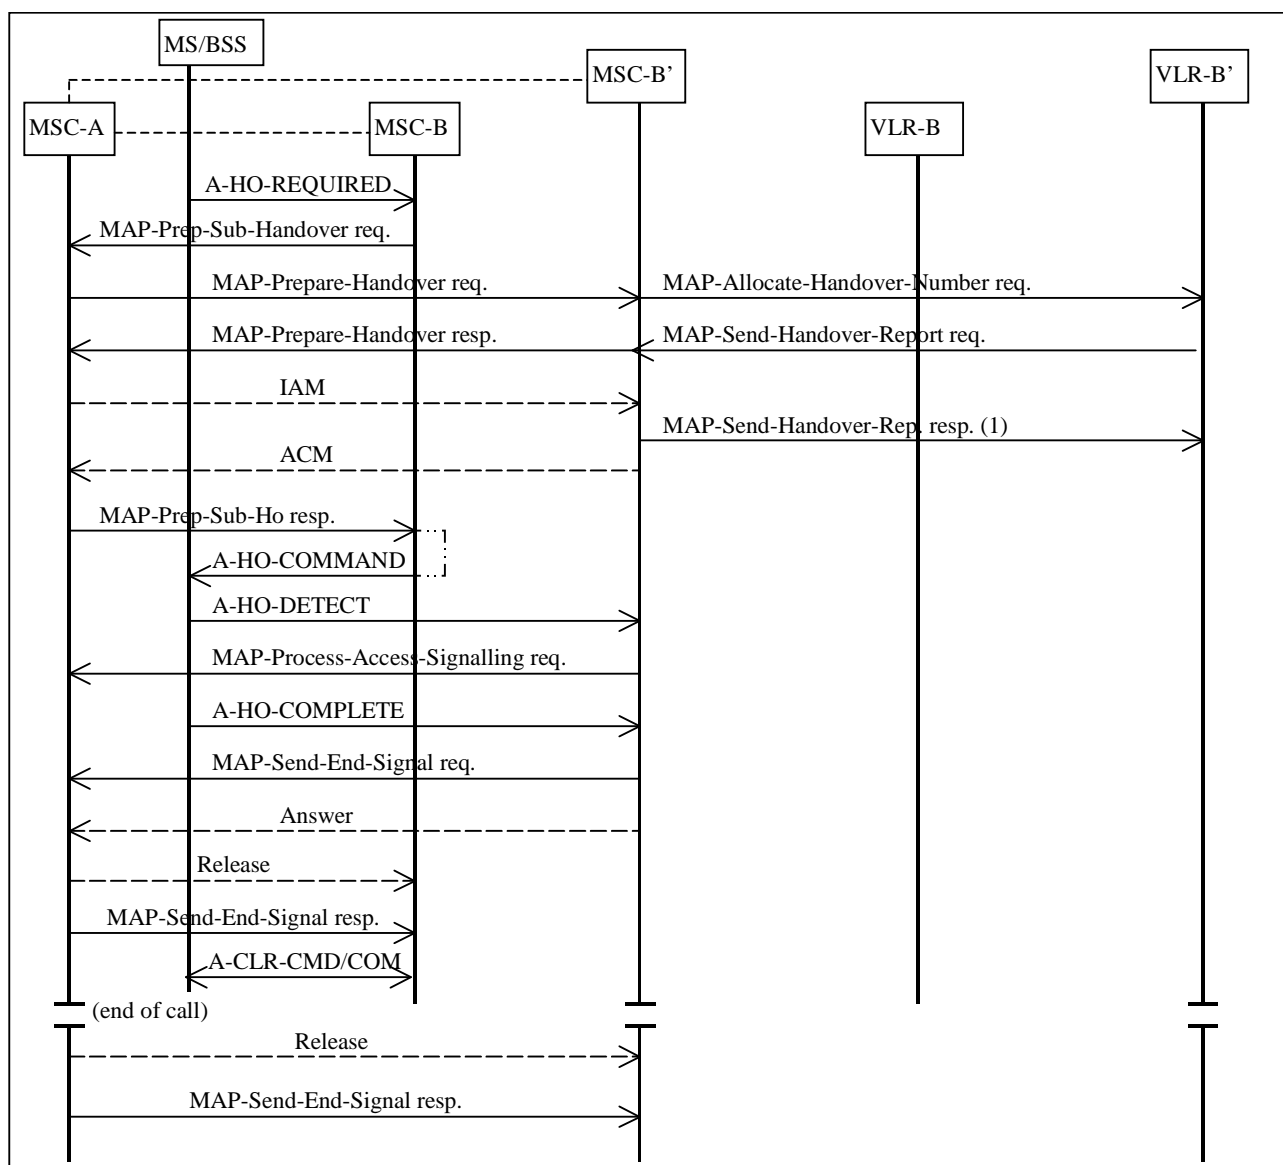 MS/BSS
MSC-B’
VLR-B’
MSC-A
MSC-B
VLR-B
A-HO-REQUIRED
MAP-Prep-Sub-Handover req.
MAP-Prepare-Handover req.
MAP-Allocate-Handover-Number req.
MAP-Prepare-Handover resp.
MAP-Send-Handover-Report req.
IAM
MAP-Send-Handover-Rep. resp. (1)
ACM
MAP-Prep-Sub-Ho resp.
A-HO-COMMAND
A-HO-DETECT
MAP-Process-Access-Signalling req.
A-HO-COMPLETE
MAP-Send-End-Signal req.
Answer
Release
MAP-Send-End-Signal resp.
A-CLR-CMD/COM
(end of call)
Release
MAP-Send-End-Signal resp.